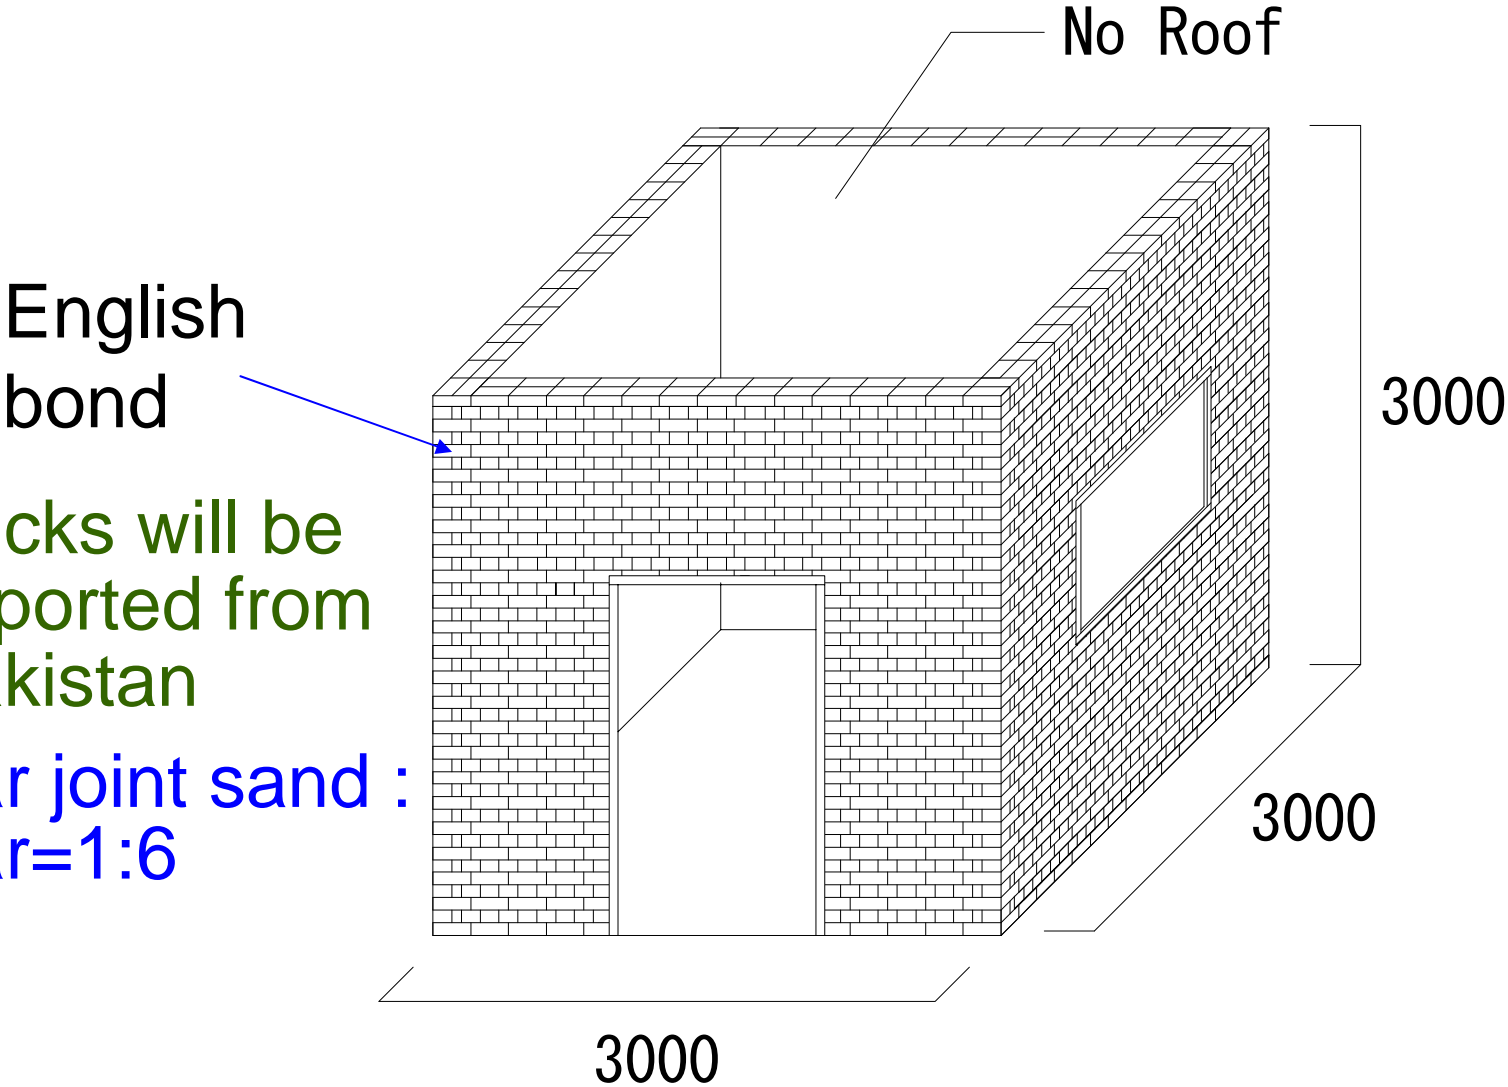 No Roof
English
bond
3000
cks will be
ported from
kistan
r joint sand :
r=1:6
3000
3000